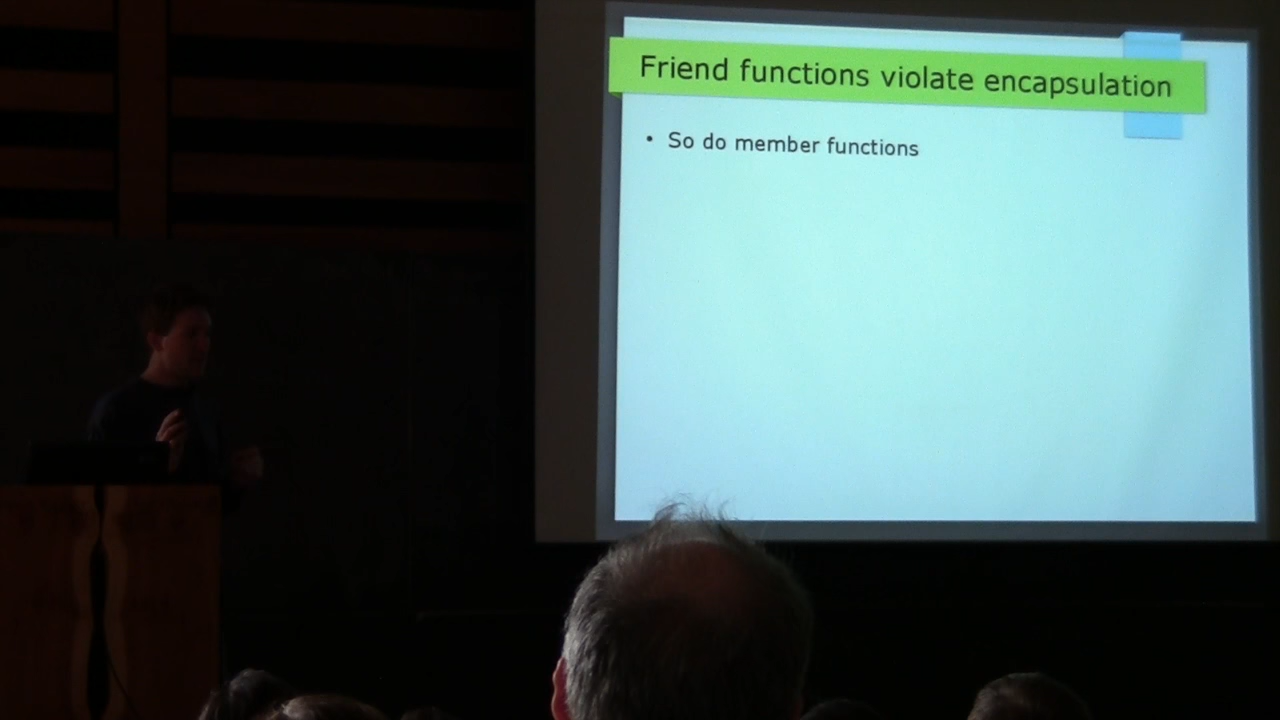 Friend functions violate encapsulation
• So do member functions